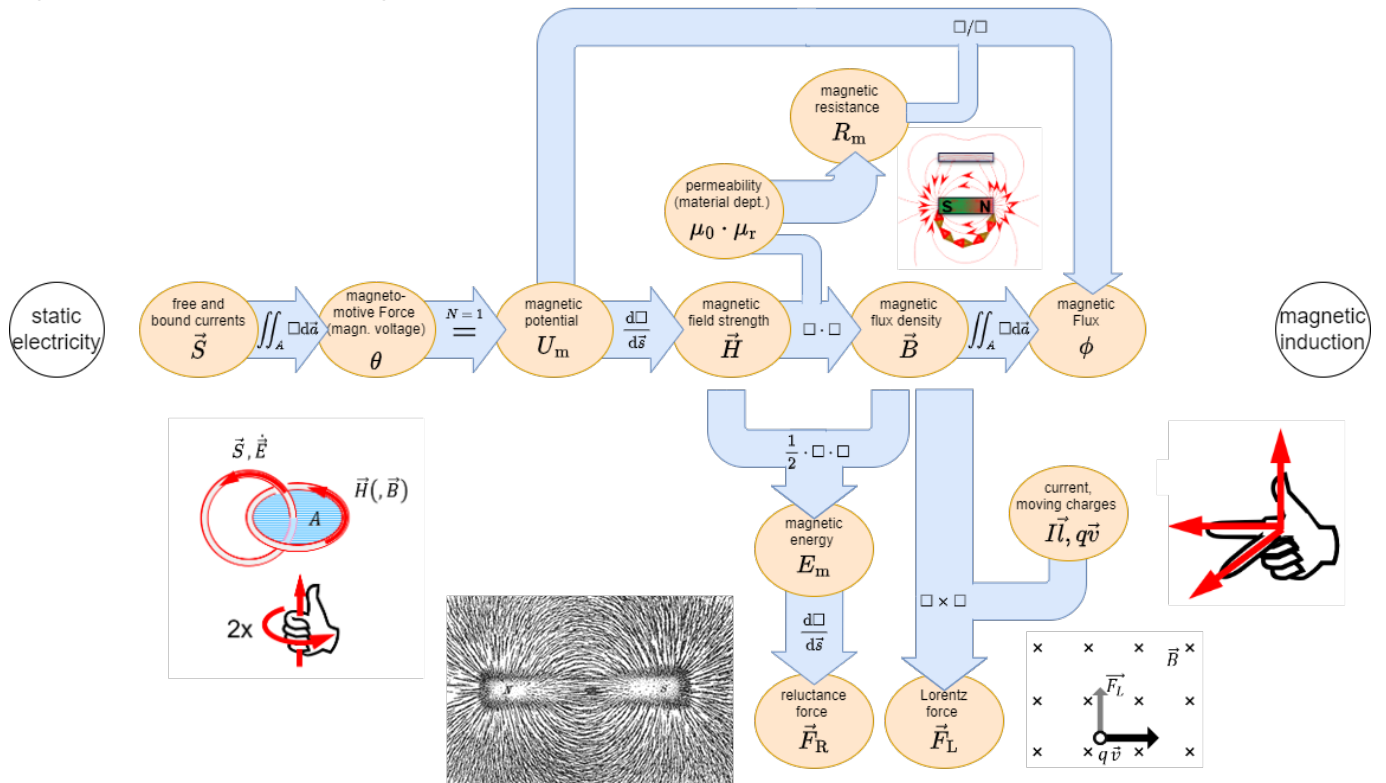 □/□
magnetic
resistance
R_m
permeability
(material dept.)
μ_0 · μ_r
S N
static
electricity
free and
bound currents
S⃗
∬_A □da⃗
magneto-
motive Force
(magn. voltage)
θ
N = 1
=
magnetic
potential
U_m
d□
ds⃗
magnetic
field strength
H⃗
□ · □
magnetic
flux density
B⃗
∬_A □da⃗
magnetic
Flux
ϕ
magnetic
induction
S⃗, E⃗̇
H⃗(, B⃗)
A
2x
1/2 · □ · □
magnetic
energy
E_m
current,
moving charges
Il⃗, qv⃗
d□
ds⃗
□ × □
N S
reluctance
force
F⃗_R
Lorentz
force
F⃗_L
× × × ×
B⃗
F_L⃗
× × × ×
× × ×
q v⃗